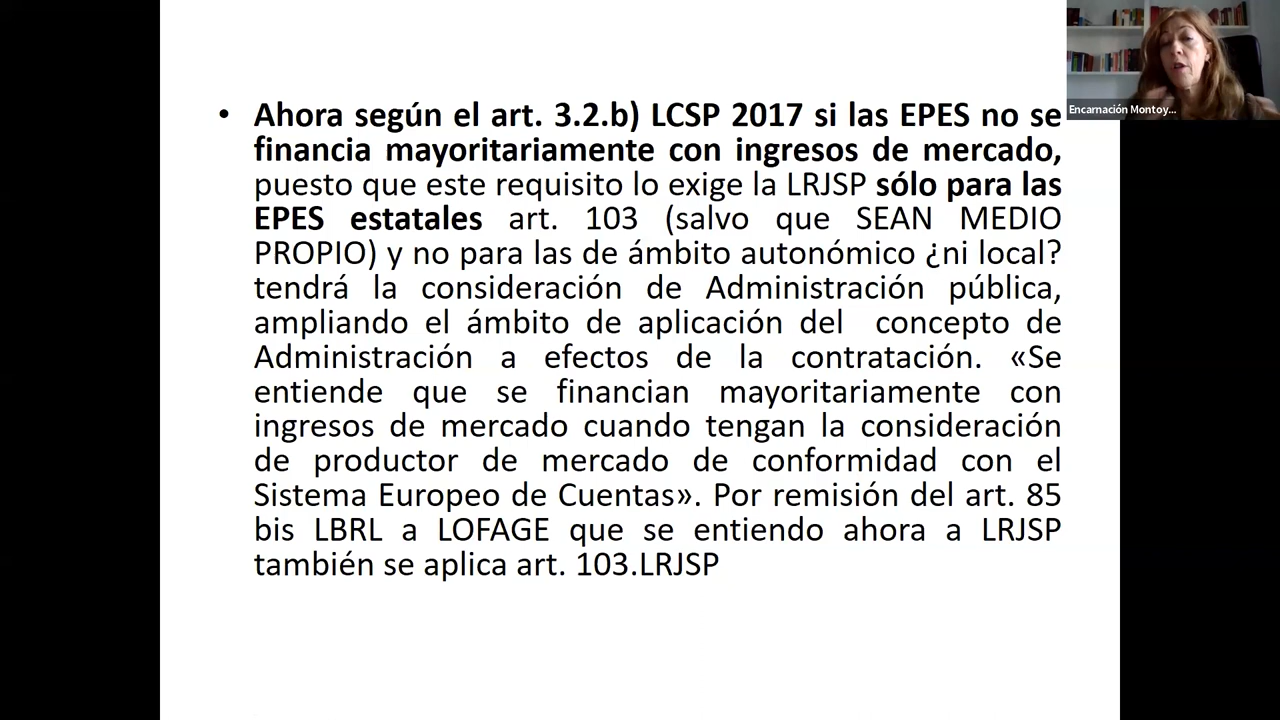 • Ahora según el art. 3.2.b) LCSP 2017 si las EPES no se
financia mayoritariamente con ingresos de mercado,
puesto que este requisito lo exige la LRJSP sólo para las
EPES estatales art. 103 (salvo que SEAN MEDIO
PROPIO) y no para las de ámbito autonómico ¿ni local?
tendrá la consideración de Administración pública,
ampliando el ámbito de aplicación del concepto de
Administración a efectos de la contratación. «Se
entiende que se financian mayoritariamente con
ingresos de mercado cuando tengan la consideración
de productor de mercado de conformidad con el
Sistema Europeo de Cuentas». Por remisión del art. 85
bis LBRL a LOFAGE que se entiendo ahora a LRJSP
también se aplica art. 103.LRJSP
Encarnación Montoy...